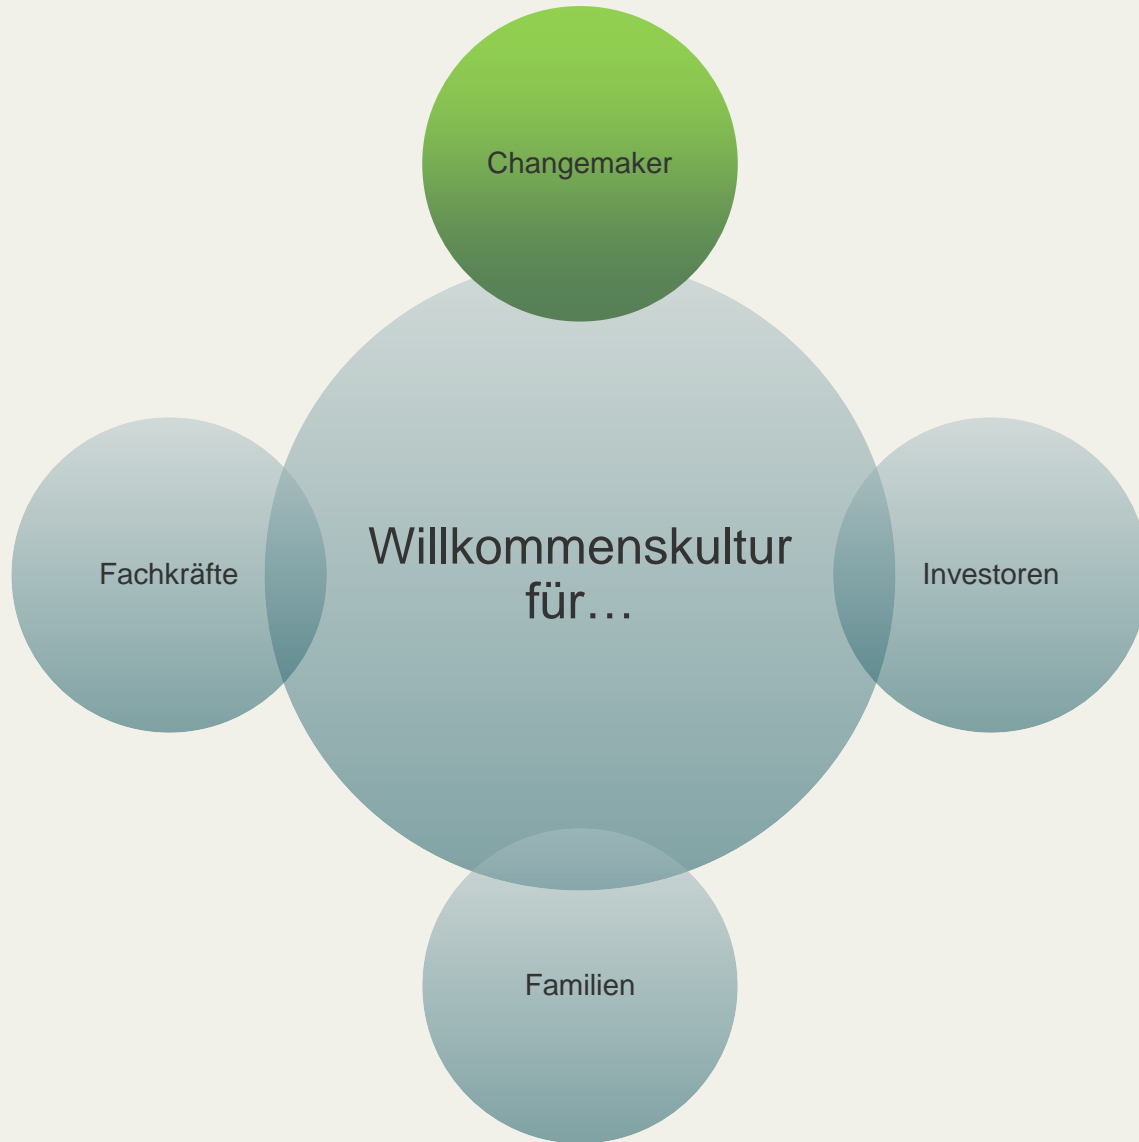 Changemaker
Fachkräfte
Willkommenskultur
für…
Investoren
Familien